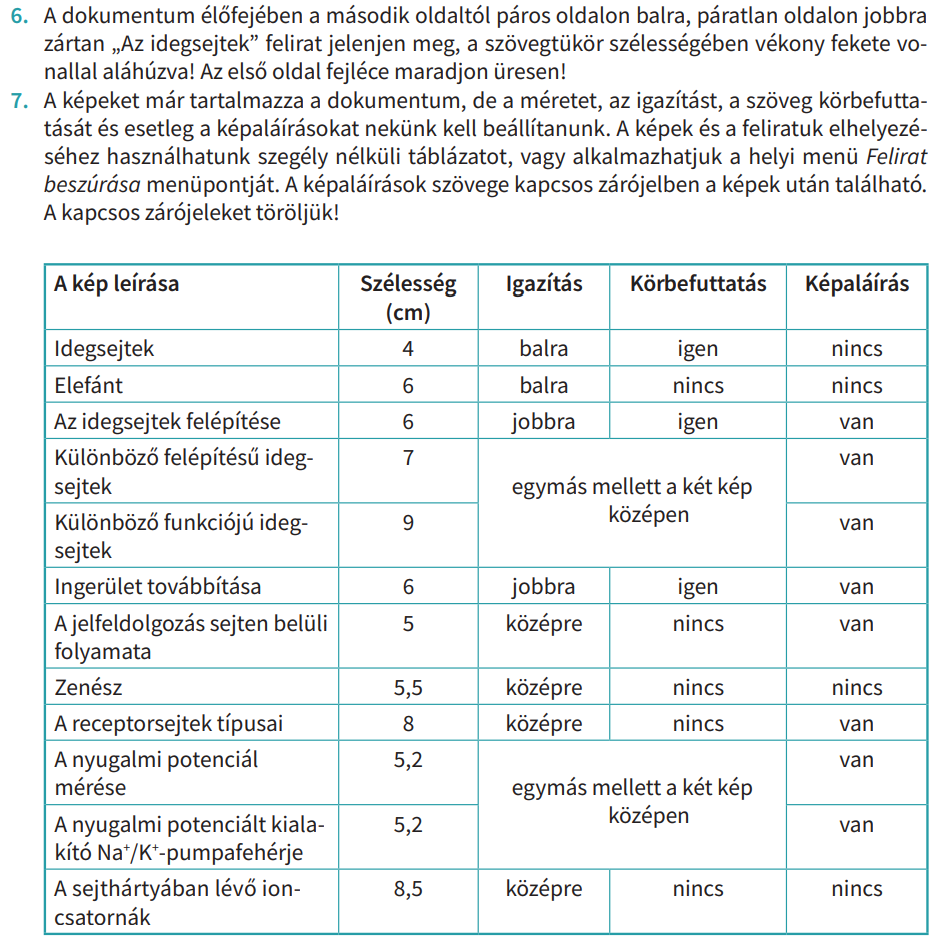 6. A dokumentum élőfejében a második oldaltól páros oldalon balra, páratlan oldalon jobbra
zártan „Az idegsejtek” felirat jelenjen meg, a szövegtükör szélességében vékony fekete vo-
nallal aláhúzva! Az első oldal fejléce maradjon üresen!
7. A képeket már tartalmazza a dokumentum, de a méretet, az igazítást, a szöveg körbefutta-
tását és esetleg a képaláírásokat nekünk kell beállítanunk. A képek és a feliratuk elhelyezé-
séhez használhatunk szegély nélküli táblázatot, vagy alkalmazhatjuk a helyi menü Felirat
beszúrása menüpontját. A képaláírások szövege kapcsos zárójelben a képek után található.
A kapcsos zárójeleket töröljük!
A kép leírása Szélesség Igazítás Körbefuttatás Képaláírás
(cm)
Idegsejtek 4 balra igen nincs
Elefánt 6 balra nincs nincs
Az idegsejtek felépítése 6 jobbra igen van
Különböző felépítésű ideg- 7 van
sejtek
egymás mellett a két kép
középen
Különböző funkciójú ideg- 9 van
sejtek
Ingerület továbbítása 6 jobbra igen van
A jelfeldolgozás sejten belüli 5 középre nincs van
folyamata
Zenész 5,5 középre nincs nincs
A receptorsejtek típusai 8 középre nincs van
A nyugalmi potenciál 5,2 van
mérése
egymás mellett a két kép
középen
A nyugalmi potenciált kiala- 5,2 van
kító Na⁺/K⁺-pumpafehérje
A sejthártyában lévő ion- 8,5 középre nincs nincs
csatornák